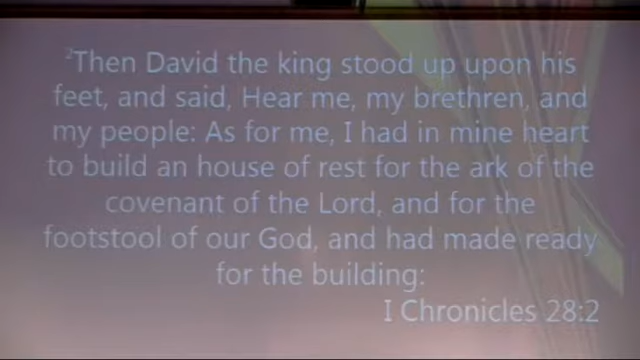 ²Then David the king stood up upon his
feet, and said, Hear me, my brethren, and
my people: As for me, I had in mine heart
to build an house of rest for the ark of the
covenant of the Lord, and for the
footstool of our God, and had made ready
for the building:
I Chronicles 28:2